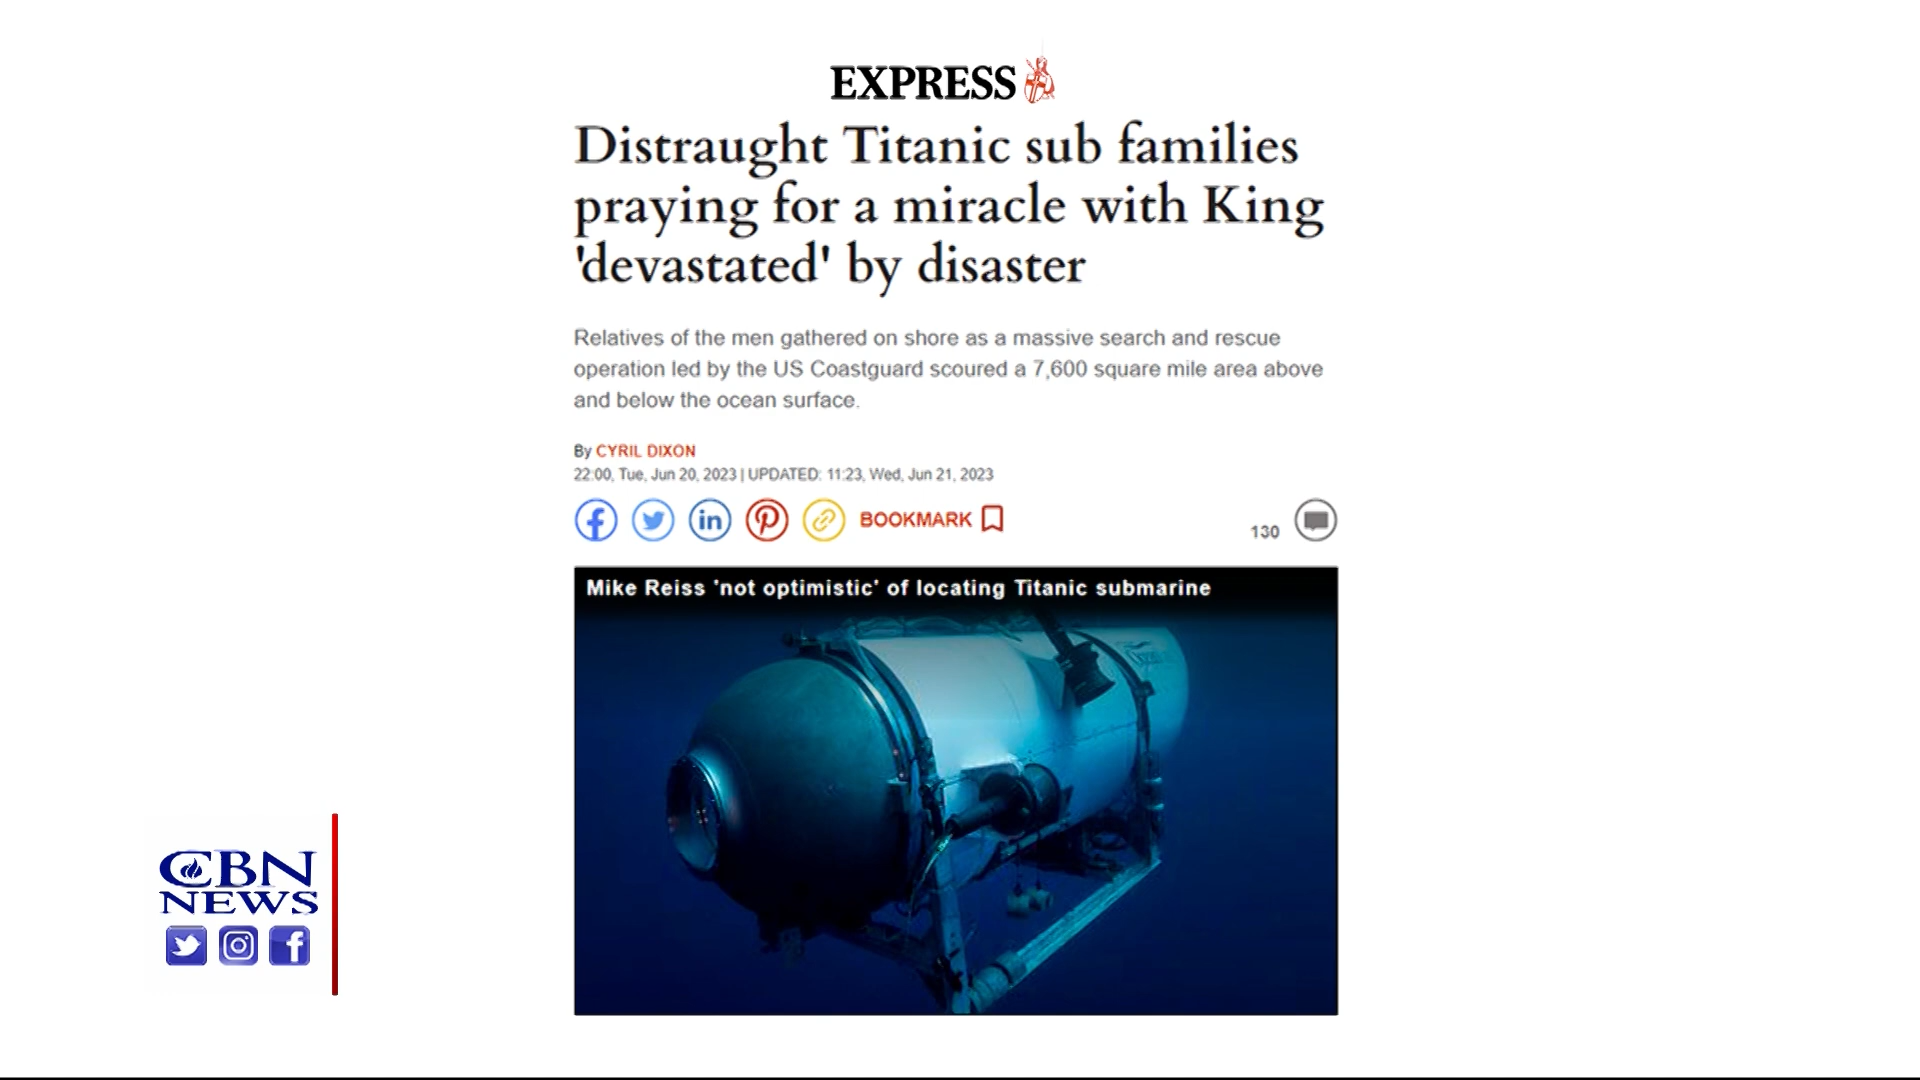 EXPRESS
Distraught Titanic sub families
praying for a miracle with King
'devastated' by disaster
Relatives of the men gathered on shore as a massive search and rescue
operation led by the US Coastguard scoured a 7,600 square mile area above
and below the ocean surface.
By CYRIL DIXON
22:00, Tue, Jun 20, 2023 | UPDATED: 11:23, Wed, Jun 21, 2023
BOOKMARK
130
Mike Reiss 'not optimistic' of locating Titanic submarine
CBN
NEWS